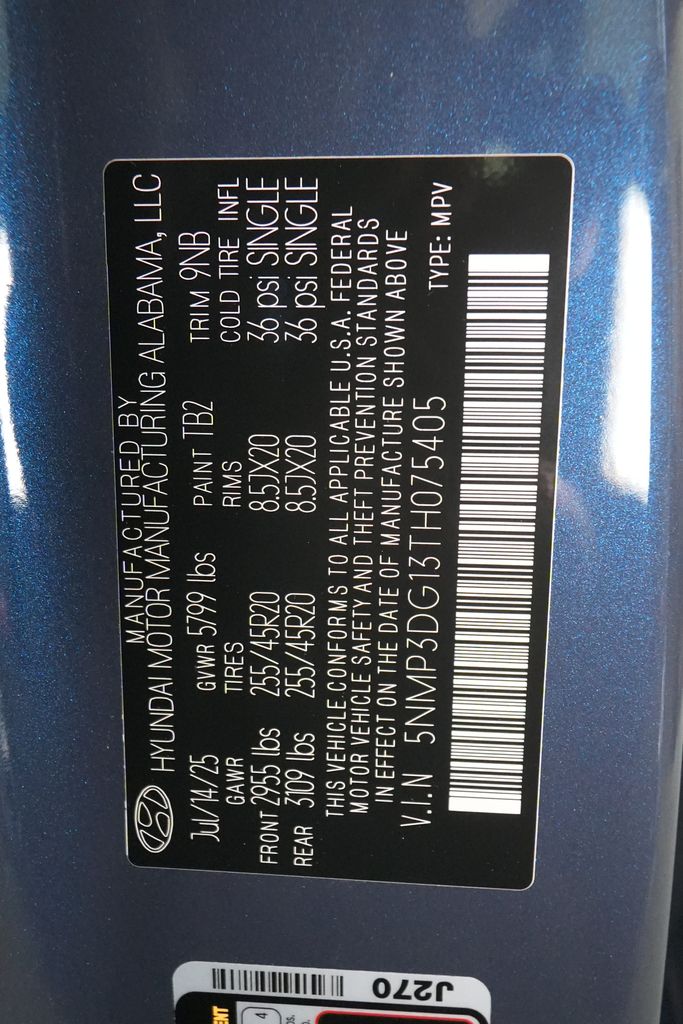 MANUFACTURED BY
HYUNDAI MOTOR MANUFACTURING ALABAMA, LLC
Jul/14/25 GVWR 5799 lbs PAINT TB2 TRIM 9NB
GAWR TIRES RIMS COLD TIRE INFL
FRONT 2955 lbs 255/45R20 8.5JX20 36 psi SINGLE
REAR 3109 lbs 255/45R20 8.5JX20 36 psi SINGLE
THIS VEHICLE CONFORMS TO ALL APPLICABLE U.S.A. FEDERAL
MOTOR VEHICLE SAFETY AND THEFT PREVENTION STANDARDS
IN EFFECT ON THE DATE OF MANUFACTURE SHOWN ABOVE
V.I.N 5NMP3DG13TH075405 TYPE: MPV
J270
4